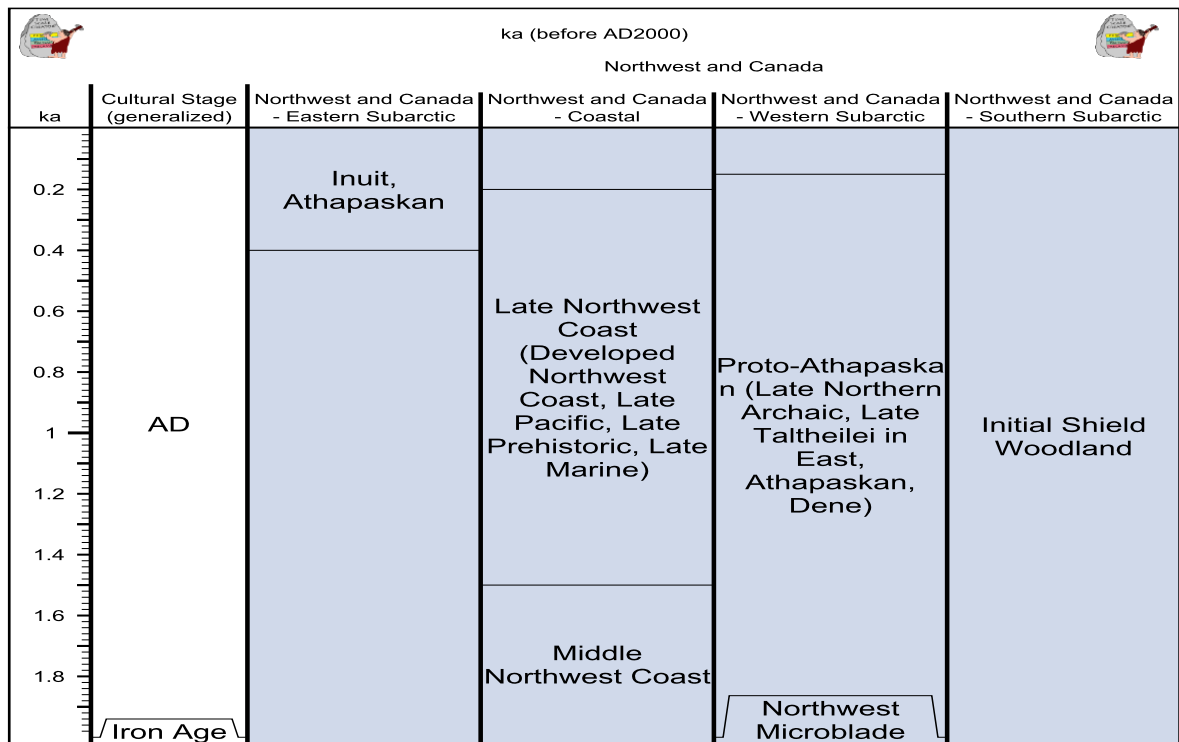 ka (before AD2000)
Northwest and Canada
ka
Cultural Stage
(generalized)
Northwest and Canada
- Eastern Subarctic
Northwest and Canada
- Coastal
Northwest and Canada
- Western Subarctic
Northwest and Canada
- Southern Subarctic
0.2
0.4
0.6
0.8
1
1.2
1.4
1.6
1.8
AD
Iron Age
Inuit,
Athapaskan
Late Northwest
Coast
(Developed
Northwest
Coast, Late
Pacific, Late
Prehistoric, Late
Marine)
Middle
Northwest Coast
Proto-Athapaska
n (Late Northern
Archaic, Late
Taltheilei in
East,
Athapaskan,
Dene)
Northwest
Microblade
Initial Shield
Woodland